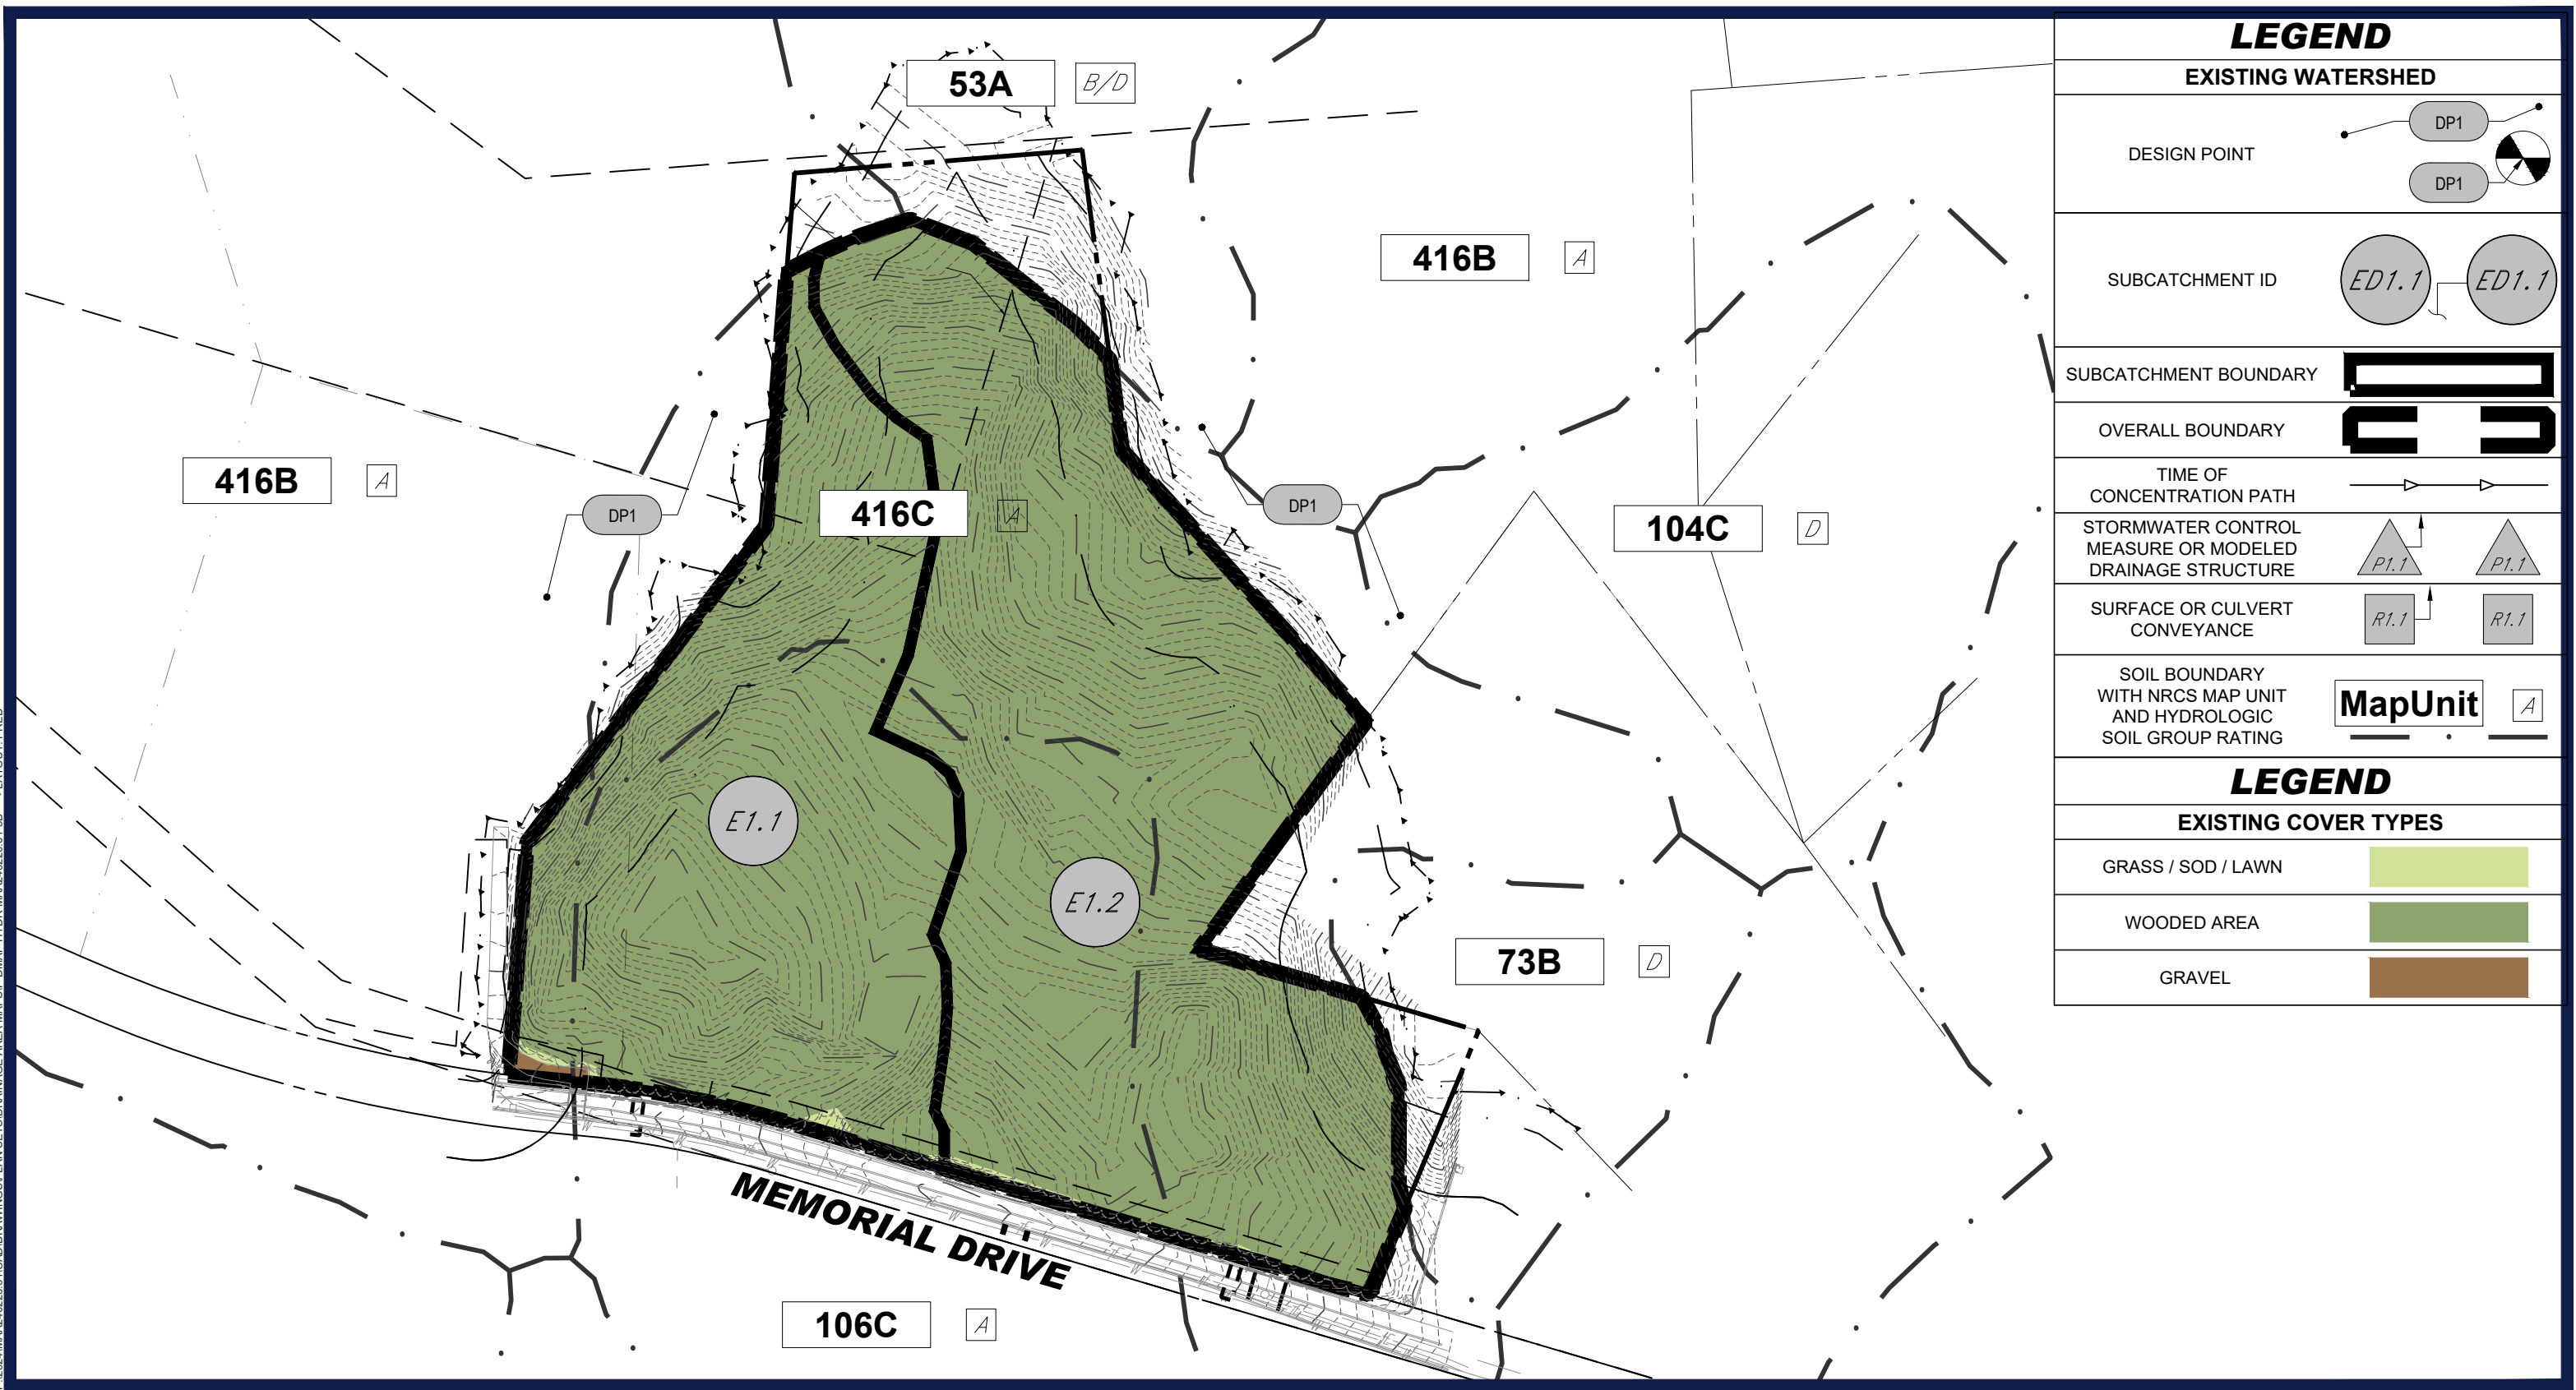 53A
B/D
416B
A
416B
A
DP1
416C
A
DP1
104C
D
E1.1
E1.2
73B
D
MEMORIAL DRIVE
106C
A
LEGEND
EXISTING WATERSHED
DESIGN POINT
DP1
DP1
SUBCATCHMENT ID
ED1.1
ED1.1
SUBCATCHMENT BOUNDARY
OVERALL BOUNDARY
TIME OF
CONCENTRATION PATH
STORMWATER CONTROL
MEASURE OR MODELED
DRAINAGE STRUCTURE
P1.1
P1.1
SURFACE OR CULVERT
CONVEYANCE
R1.1
R1.1
SOIL BOUNDARY
WITH NRCS MAP UNIT
AND HYDROLOGIC
SOIL GROUP RATING
MapUnit
A
LEGEND
EXISTING COVER TYPES
GRASS / SOD / LAWN
WOODED AREA
GRAVEL